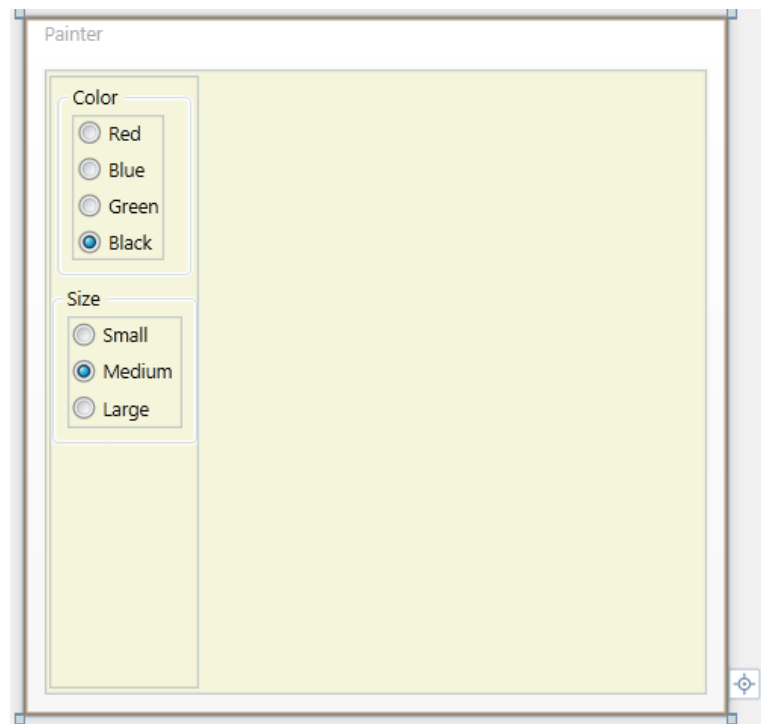 Painter
Color
Red
Blue
Green
Black
Size
Small
Medium
Large